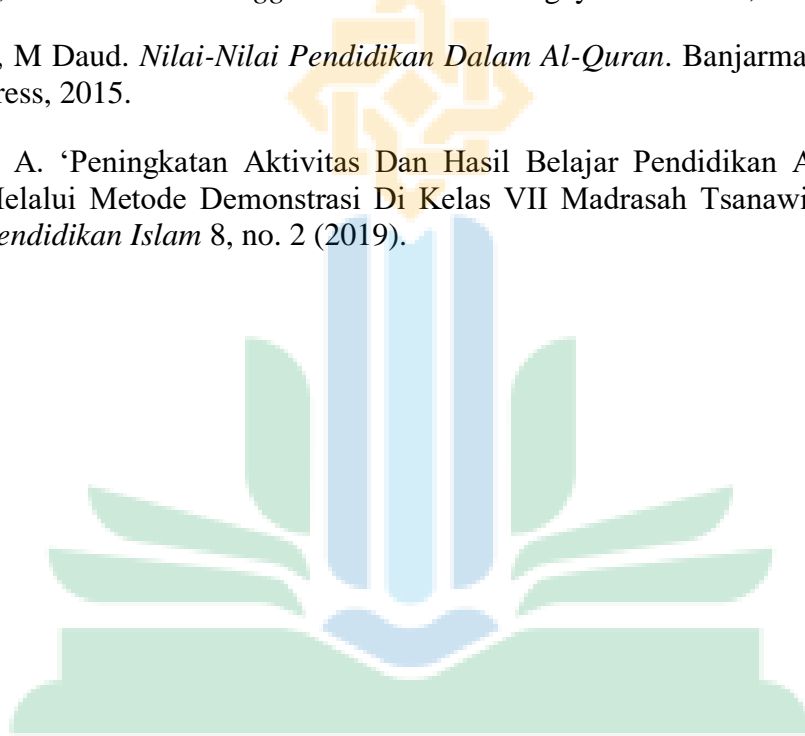 , M Daud. Nilai-Nilai Pendidikan Dalam Al-Quran. Banjarma
ress, 2015.
A. ‘Peningkatan Aktivitas Dan Hasil Belajar Pendidikan A
Melalui Metode Demonstrasi Di Kelas VII Madrasah Tsanawi
endidikan Islam 8, no. 2 (2019).